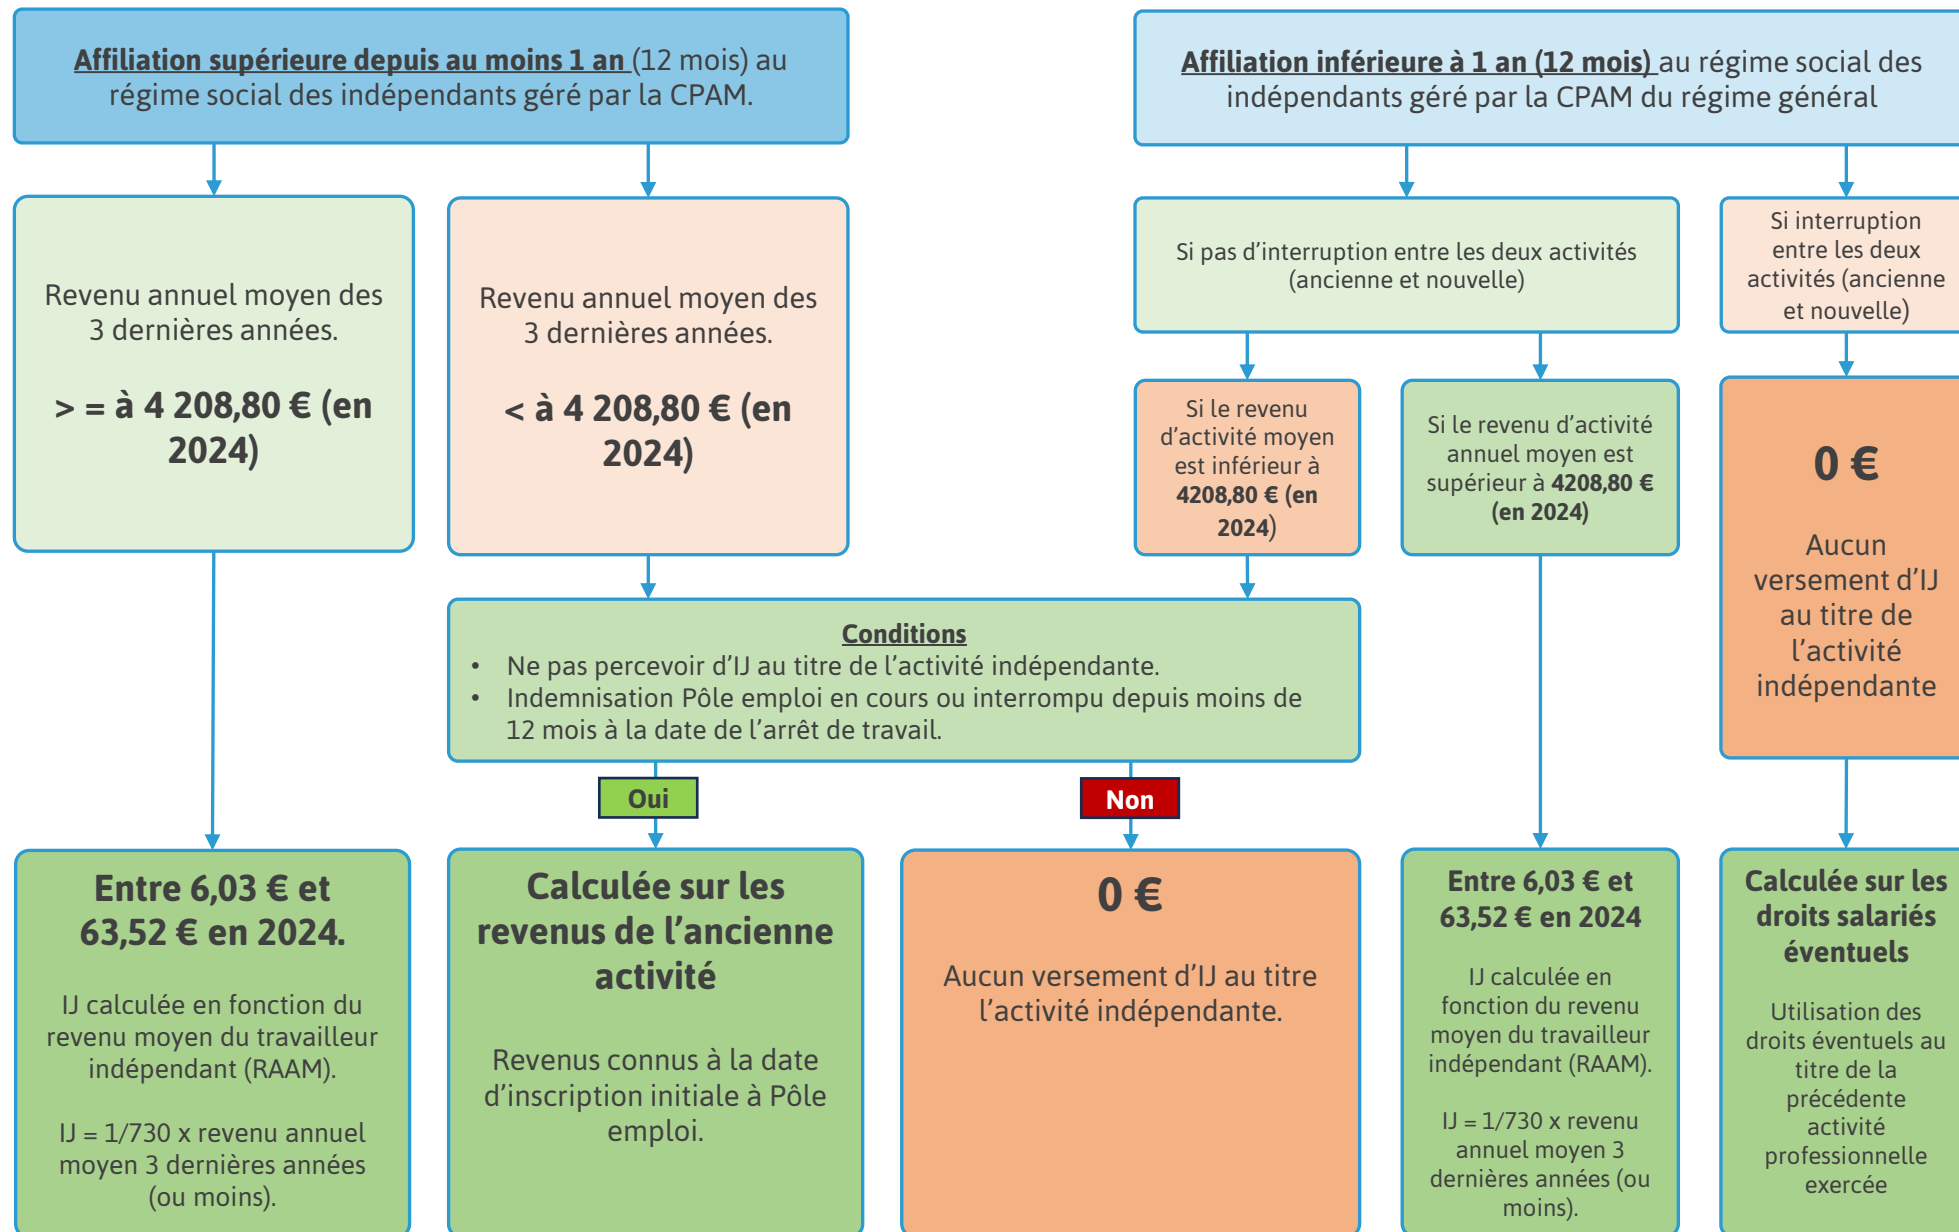 Affiliation supérieure depuis au moins 1 an (12 mois) au
régime social des indépendants géré par la CPAM.
Affiliation inférieure à 1 an (12 mois) au régime social des
indépendants géré par la CPAM du régime général
Revenu annuel moyen des
3 dernières années.
> = à 4 208,80 € (en
2024)
Revenu annuel moyen des
3 dernières années.
< à 4 208,80 € (en
2024)
Si pas d’interruption entre les deux activités
(ancienne et nouvelle)
Si interruption
entre les deux
activités (ancienne
et nouvelle)
Si le revenu
d’activité moyen
est inférieur à
4208,80 € (en
2024)
Si le revenu d’activité
annuel moyen est
supérieur à 4208,80 €
(en 2024)
0 €
Aucun
versement d’IJ
au titre de
l’activité
indépendante
Conditions
• Ne pas percevoir d’IJ au titre de l’activité indépendante.
• Indemnisation Pôle emploi en cours ou interrompu depuis moins de
12 mois à la date de l’arrêt de travail.
Oui
Non
Entre 6,03 € et
63,52 € en 2024.
IJ calculée en fonction du
revenu moyen du travailleur
indépendant (RAAM).
IJ = 1/730 x revenu annuel
moyen 3 dernières années
(ou moins).
Calculée sur les
revenus de l’ancienne
activité
Revenus connus à la date
d’inscription initiale à Pôle
emploi.
0 €
Aucun versement d’IJ au titre
l’activité indépendante.
Entre 6,03 € et
63,52 € en 2024
IJ calculée en
fonction du revenu
moyen du travailleur
indépendant (RAAM).
IJ = 1/730 x revenu
annuel moyen 3
dernières années (ou
moins).
Calculée sur les
droits salariés
éventuels
Utilisation des
droits éventuels au
titre de la
précédente
activité
professionnelle
exercée